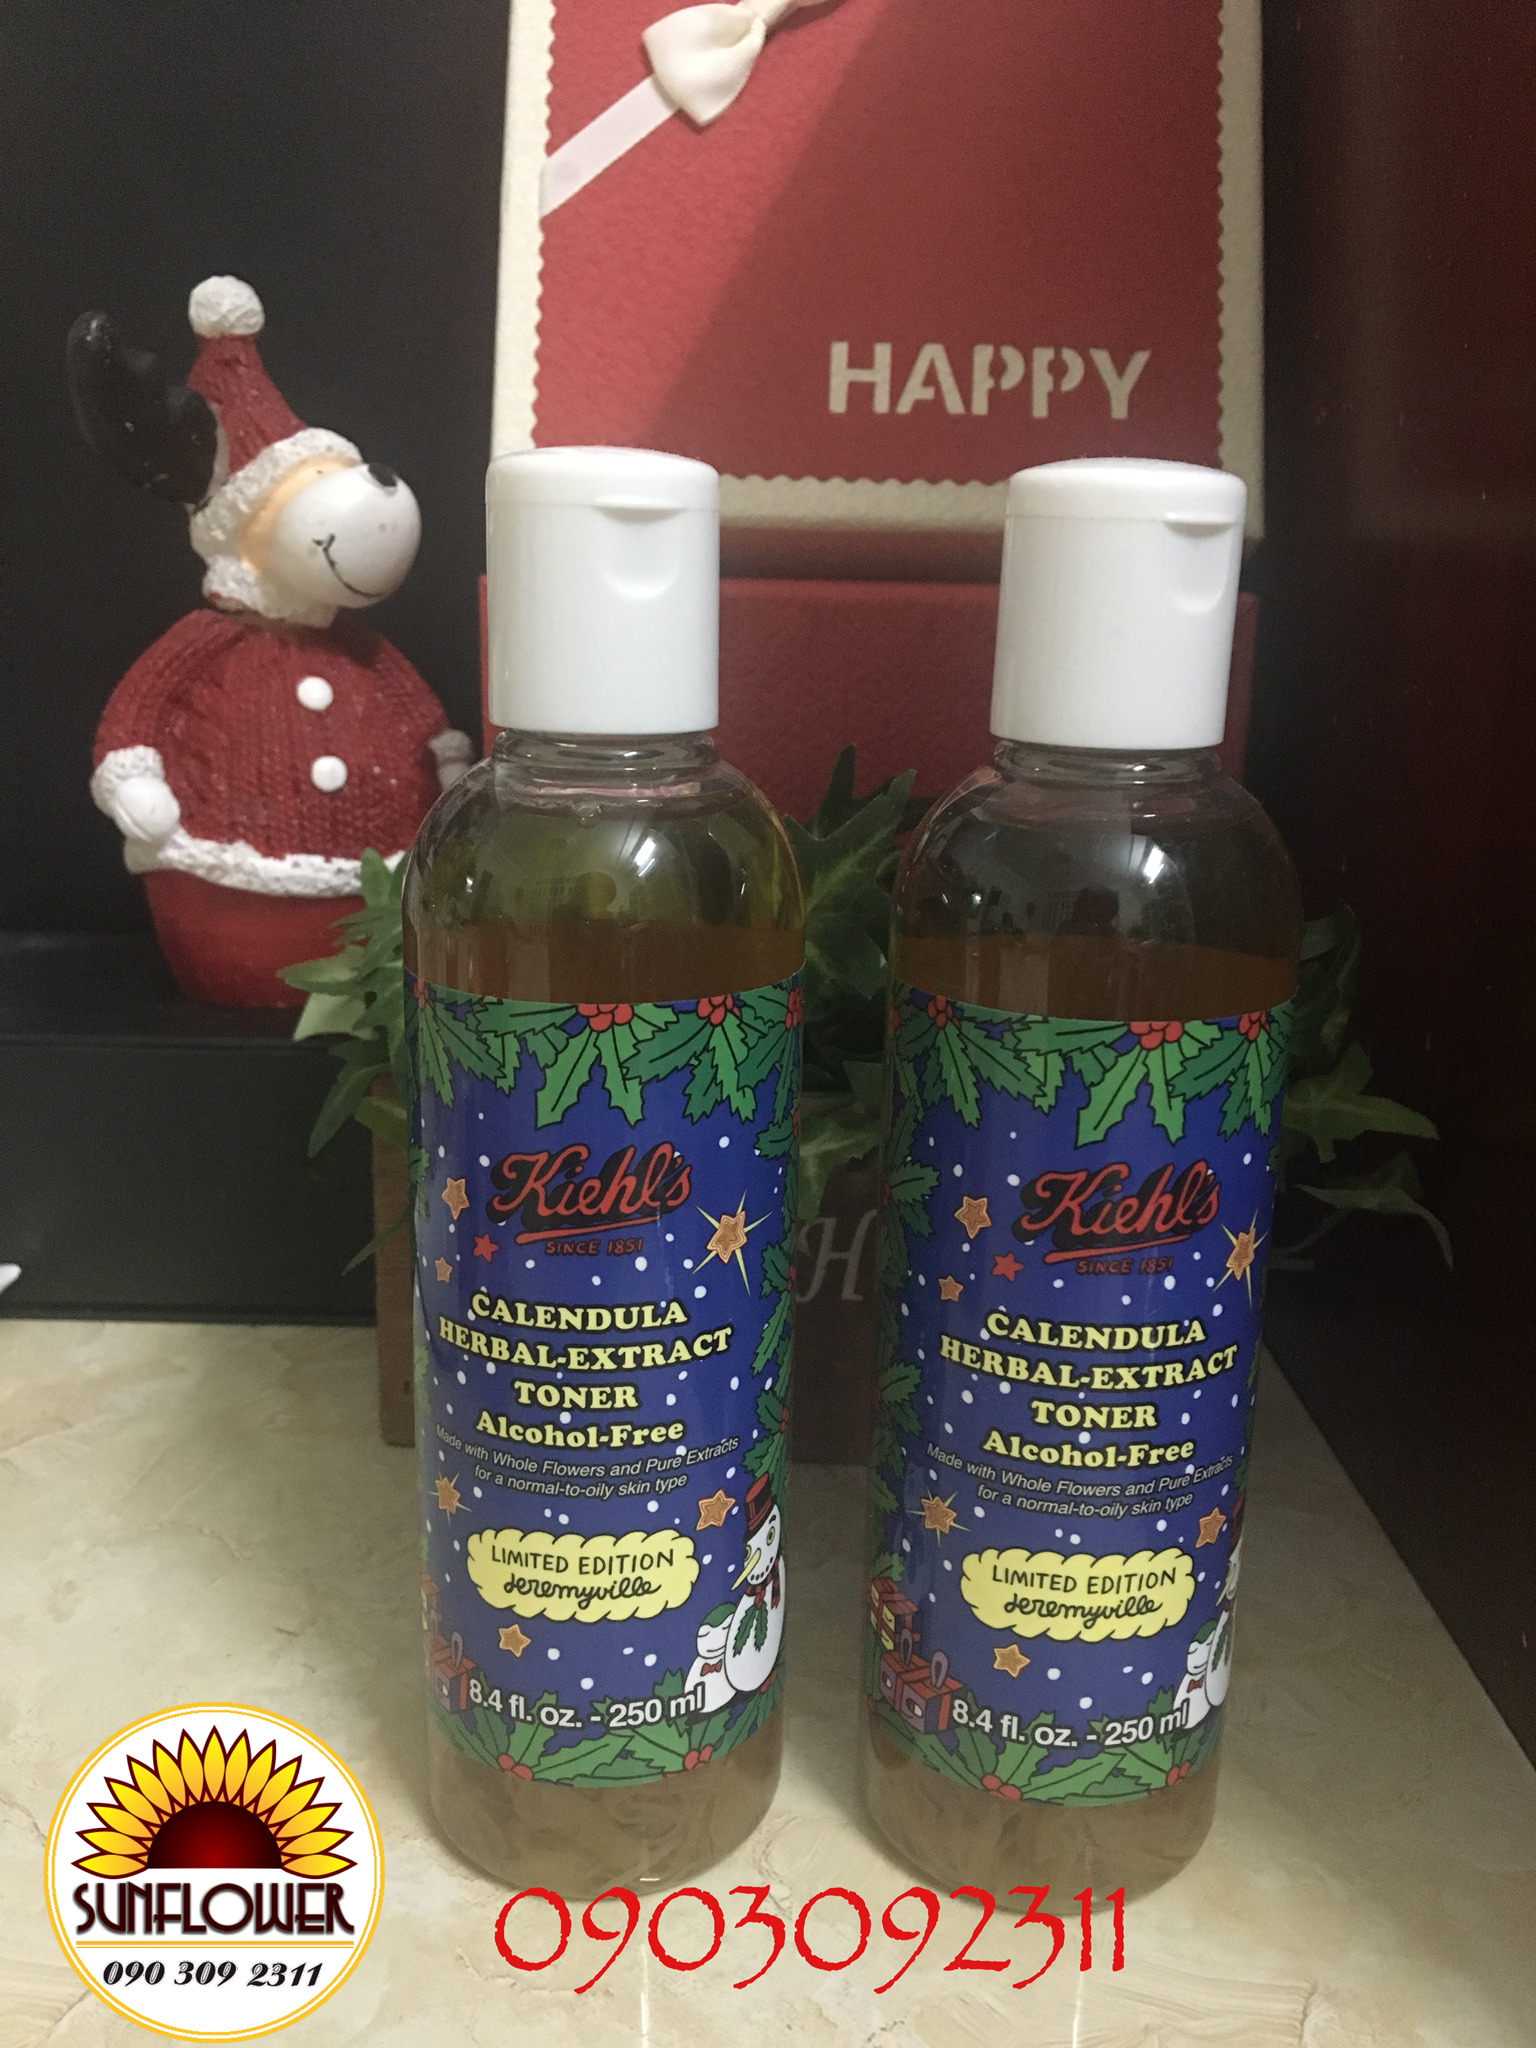 HAPPY
Kiehl's
SINCE 1851
CALENDULA
HERBAL-EXTRACT
TONER
Alcohol-Free
Made with Whole Flowers and Pure Extracts
for a normal-to-oily skin type
LIMITED EDITION
Jeremyville
8.4 fl. oz. - 250 ml
Kiehl's
SINCE 1851
CALENDULA
HERBAL-EXTRACT
TONER
Alcohol-Free
Made with Whole Flowers and Pure Extracts
for a normal-to-oily skin type
LIMITED EDITION
Jeremyville
8.4 fl. oz. - 250 ml
SUNFLOWER
090 309 2311
0903092311